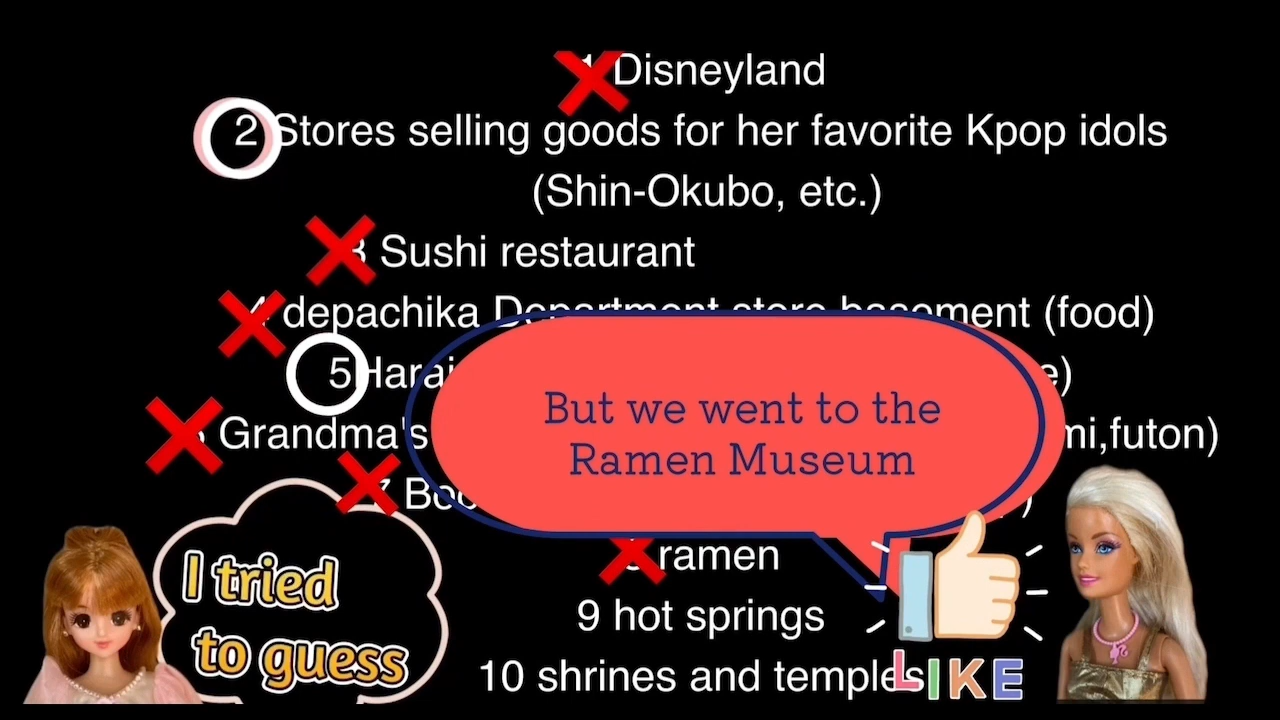 Disneyland
2 Stores selling goods for her favorite Kpop idols
(Shin-Okubo, etc.)
Sushi restaurant
depachika Department store basement (food)
5
Grandma's mi,futon)
But we went to the
Ramen Museum
I tried
to guess
ramen
9 hot springs
10 shrines and temples
LIKE